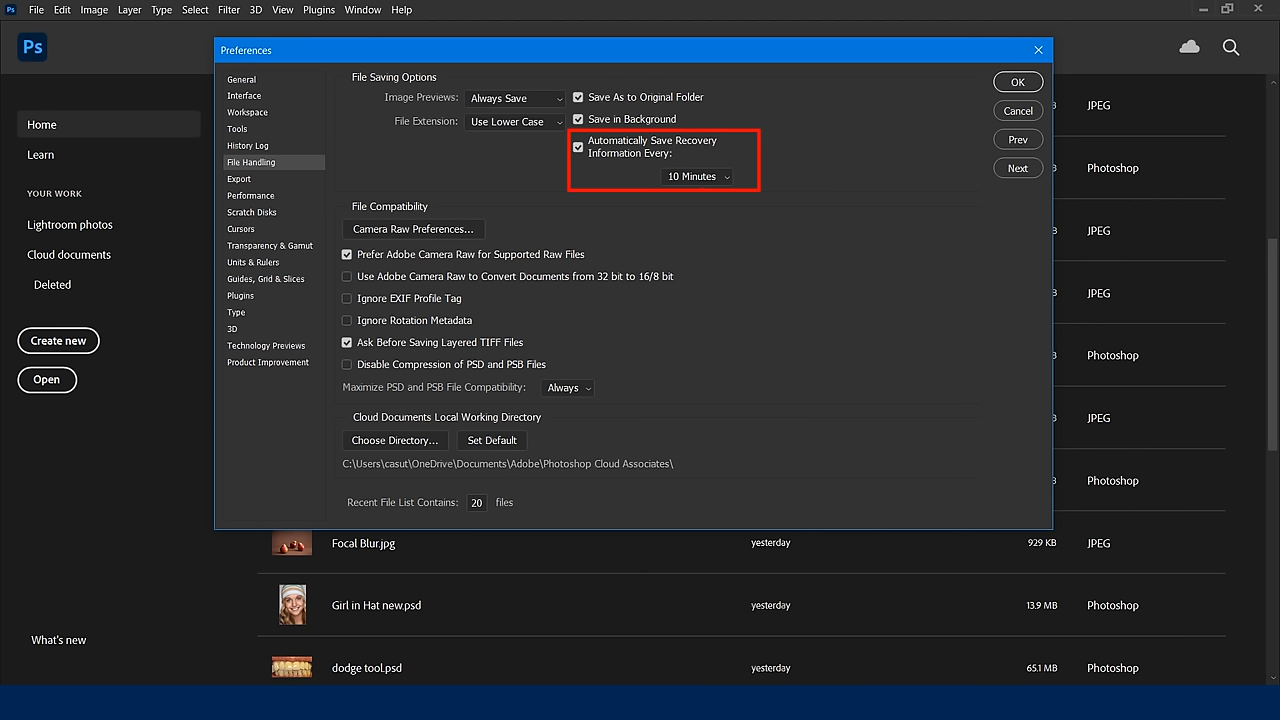 Ps File Edit Image Layer Type Select Filter 3D View Plugins Window Help
Ps
Preferences
Home
Learn
YOUR WORK
Lightroom photos
Cloud documents
Deleted
Create new
Open
What's new
General
Interface
Workspace
Tools
History Log
File Handling
Export
Performance
Scratch Disks
Cursors
Transparency & Gamut
Units & Rulers
Guides, Grid & Slices
Plugins
Type
3D
Technology Previews
Product Improvement
File Saving Options
Image Previews: Always Save
File Extension: Use Lower Case
Save As to Original Folder
Save in Background
Automatically Save Recovery
Information Every:
10 Minutes
File Compatibility
Camera Raw Preferences...
Prefer Adobe Camera Raw for Supported Raw Files
Use Adobe Camera Raw to Convert Documents from 32 bit to 16/8 bit
Ignore EXIF Profile Tag
Ignore Rotation Metadata
Ask Before Saving Layered TIFF Files
Disable Compression of PSD and PSB Files
Maximize PSD and PSB File Compatibility: Always
Cloud Documents Local Working Directory
Choose Directory... Set Default
C:\Users\casut\OneDrive\Documents\Adobe\Photoshop Cloud Associates\
Recent File List Contains: 20 files
OK
Cancel
Prev
Next
JPEG
Photoshop
JPEG
JPEG
Photoshop
JPEG
Photoshop
Focal Blur.jpg yesterday 929 KB JPEG
Girl in Hat new.psd yesterday 13.9 MB Photoshop
dodge tool.psd yesterday 65.1 MB Photoshop